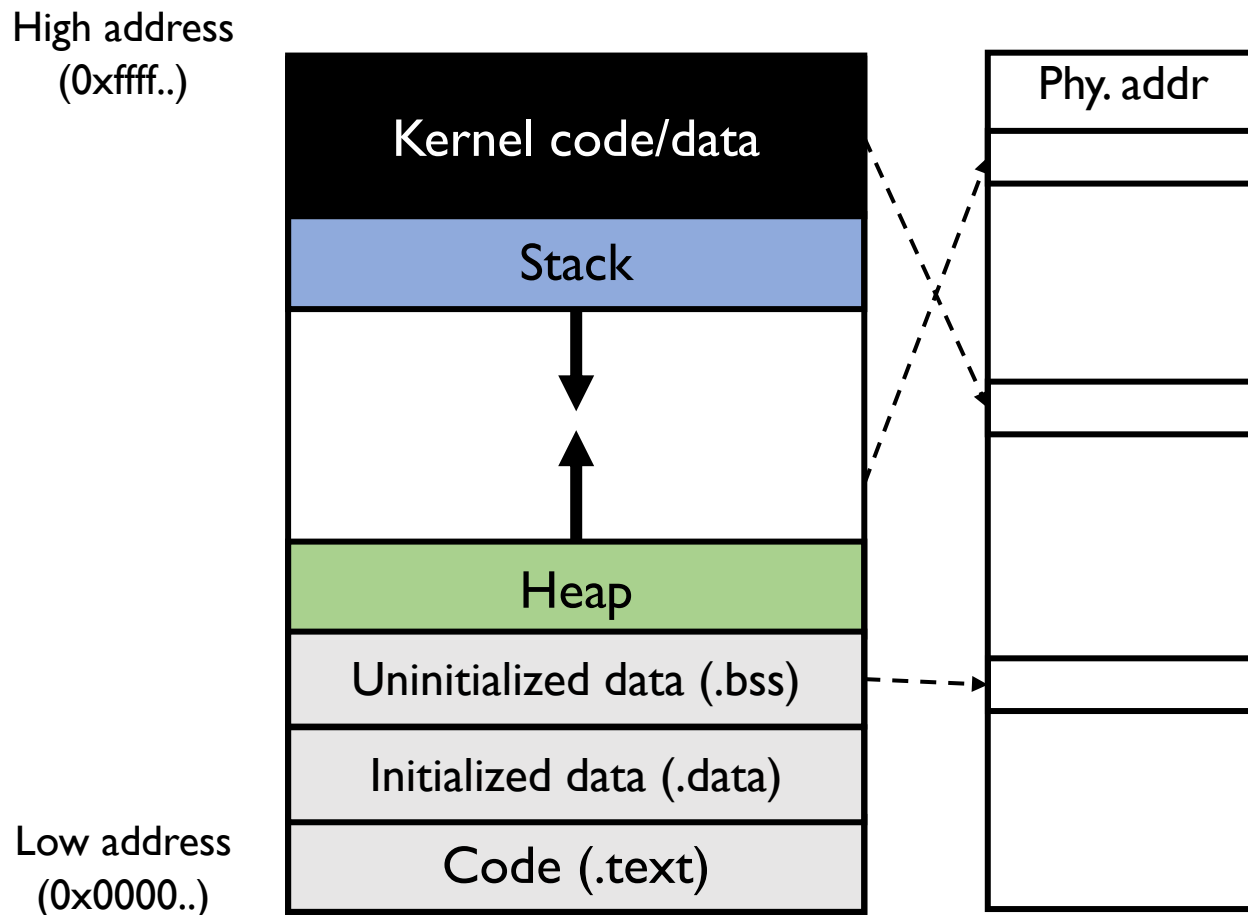 High address
(0xffff..)
Kernel code/data
Phy. addr
Stack
Heap
Uninitialized data (.bss)
Initialized data (.data)
Low address
(0x0000..)
Code (.text)